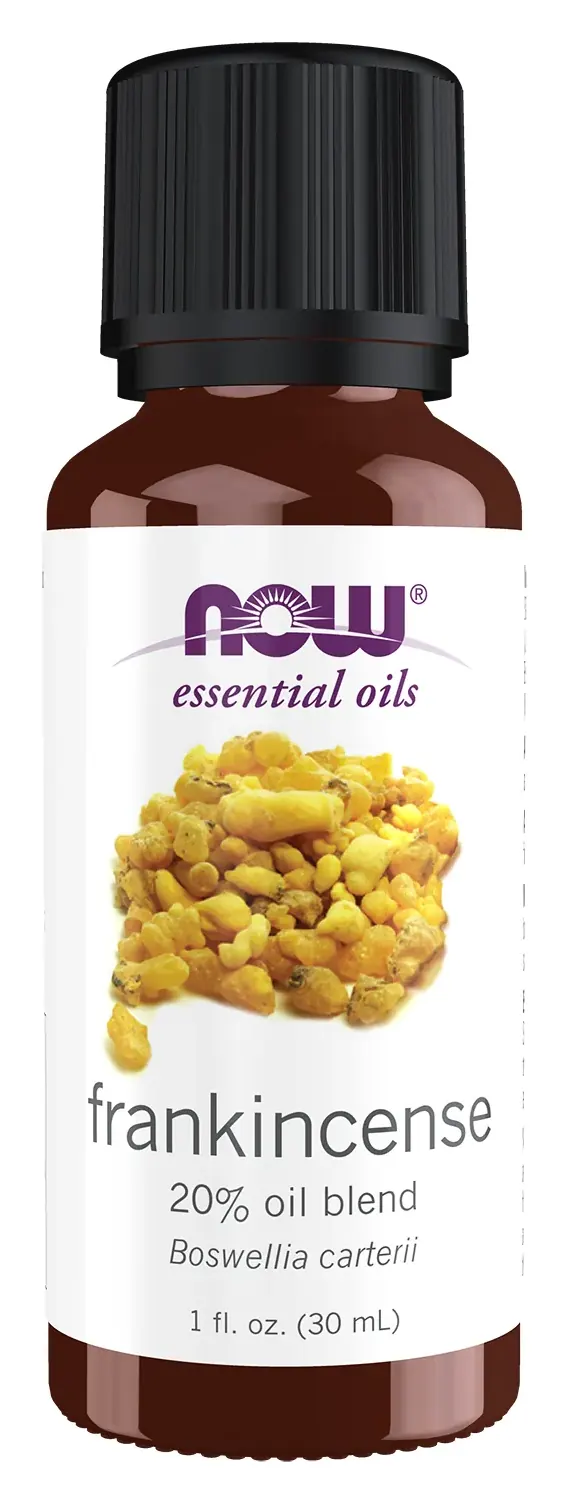 now®
essential oils
frankincense
20% oil blend
Boswellia carterii
1 fl. oz. (30 mL)